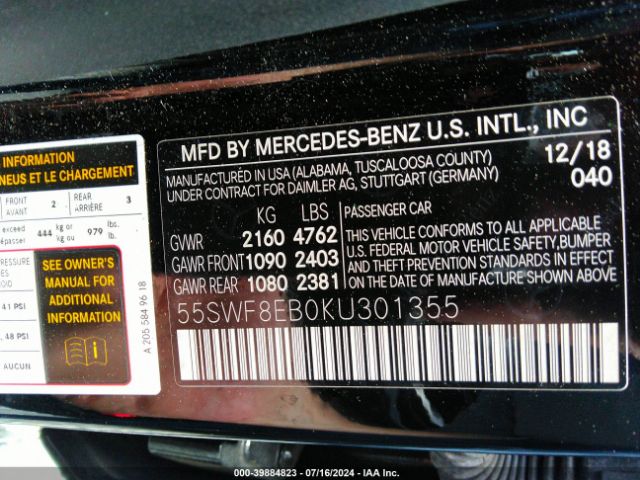 INFORMATION
NEUS ET LE CHARGEMENT
FRONT
AVANT 2
REAR
ARRIÈRE 3
exceed
épasser 444 kg or
kg ou 979 lbs.
lb.
PRESSURE
41 PSI
, 48 PSI
AUCUN
SEE OWNER'S
MANUAL FOR
ADDITIONAL
INFORMATION
A 205 584 96 18
MFD BY MERCEDES-BENZ U.S. INTL., INC
MANUFACTURED IN USA (ALABAMA, TUSCALOOSA COUNTY)
UNDER CONTRACT FOR DAIMLER AG, STUTTGART (GERMANY)
12/18
040
KG LBS
GVWR 2160 4762
GAWR FRONT 1090 2403
GAWR REAR 1080 2381
PASSENGER CAR
THIS VEHICLE CONFORMS TO ALL APPLICABLE
U.S. FEDERAL MOTOR VEHICLE SAFETY, BUMPER
AND THEFT PREVENTION STANDARDS IN EFFECT
ON THE DATE OF MANUFACTURE SHOWN ABOVE.
55SWF8EB0KU301355
000-39884823 / 07/16/2024 / IAA Inc.